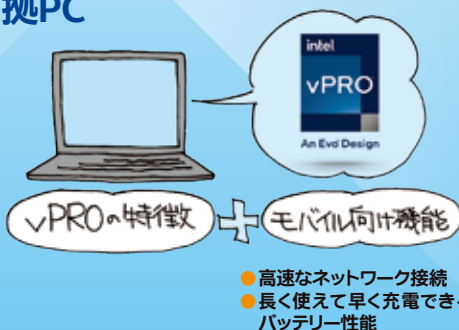 拠PC
intel
vPRO
An Evo Design
vPROの特徴
モバイル向け機能
●高速なネットワーク接続
●長く使えて早く充電でき
バッテリー性能